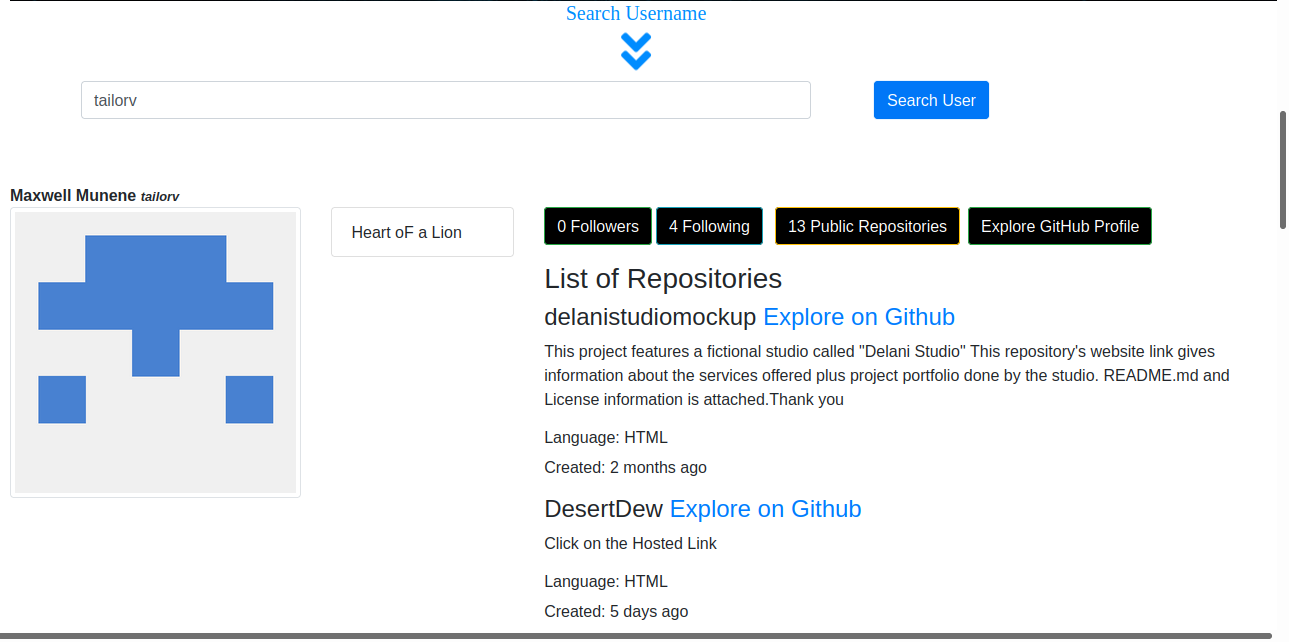 Search Username
tailorv
Search User
Maxwell Munene tailorv
Heart oF a Lion
0 Followers
4 Following
13 Public Repositories
Explore GitHub Profile
List of Repositories
delanistudiomockup Explore on Github
This project features a fictional studio called "Delani Studio" This repository's website link gives
information about the services offered plus project portfolio done by the studio. README.md and
License information is attached.Thank you
Language: HTML
Created: 2 months ago
DesertDew Explore on Github
Click on the Hosted Link
Language: HTML
Created: 5 days ago